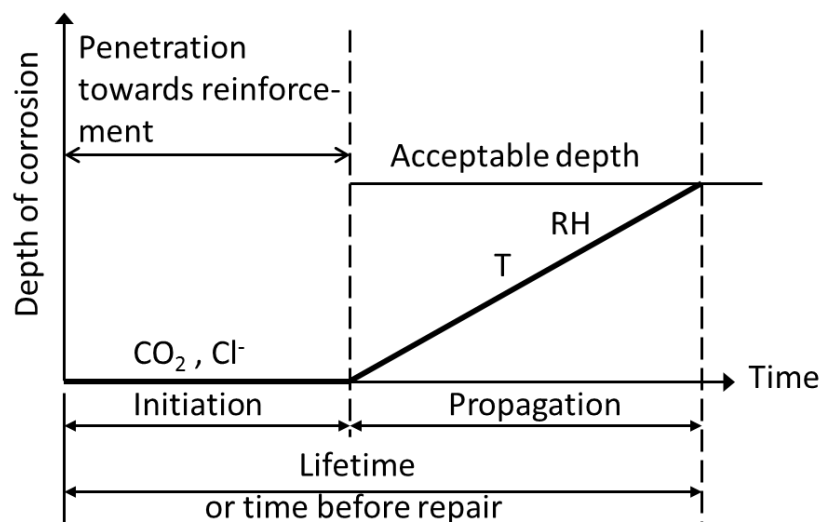 Penetration
towards reinforce-
ment
Depth of corrosion
Acceptable depth
RH
T
CO₂ , Cl⁻
Time
Initiation
Propagation
Lifetime
or time before repair